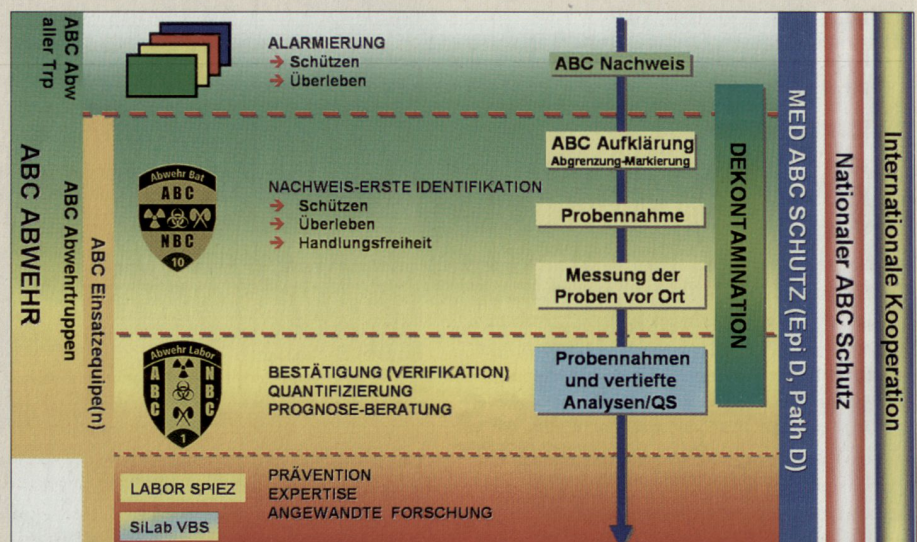 ABC Abw
aller Trp
ABC ABWEHR
ABC Abwehrtruppen
ABC Einsatzequipe(n)
ALARMIERUNG
→ Schützen
→ Überleben
ABC Nachweis
Abwehr Bat
ABC
NBC
10
NACHWEIS-ERSTE IDENTIFIKATION
→ Schützen
→ Überleben
→ Handlungsfreiheit
ABC Aufklärung
Abgrenzung-Markierung
Probennahme
Messung der
Proben vor Ort
Abwehr Labor
ABC
NBC
1
BESTÄTIGUNG (VERIFIKATION)
QUANTIFIZIERUNG
PROGNOSE-BERATUNG
Probennahmen
und vertiefte
Analysen/QS
LABOR SPIEZ
SiLab VBS
PRÄVENTION
EXPERTISE
ANGEWANDTE FORSCHUNG
DEKONTAMINATION
MED ABC SCHUTZ (Epi D, Path D)
Nationaler ABC Schutz
Internationale Kooperation